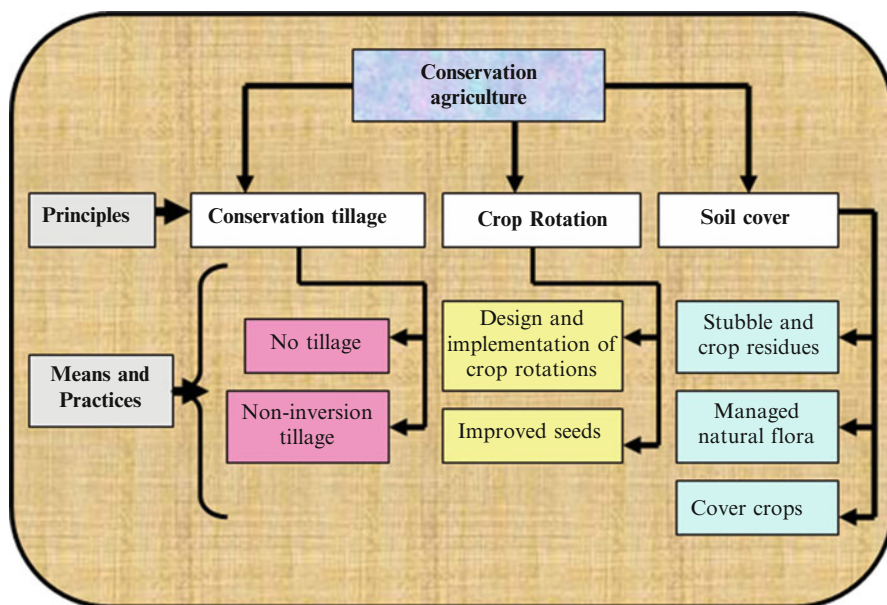 Conservation
agriculture
Principles
Conservation tillage
Crop Rotation
Soil cover
Means and
Practices
No tillage
Non-inversion
tillage
Design and
implementation of
crop rotations
Improved seeds
Stubble and
crop residues
Managed
natural flora
Cover crops